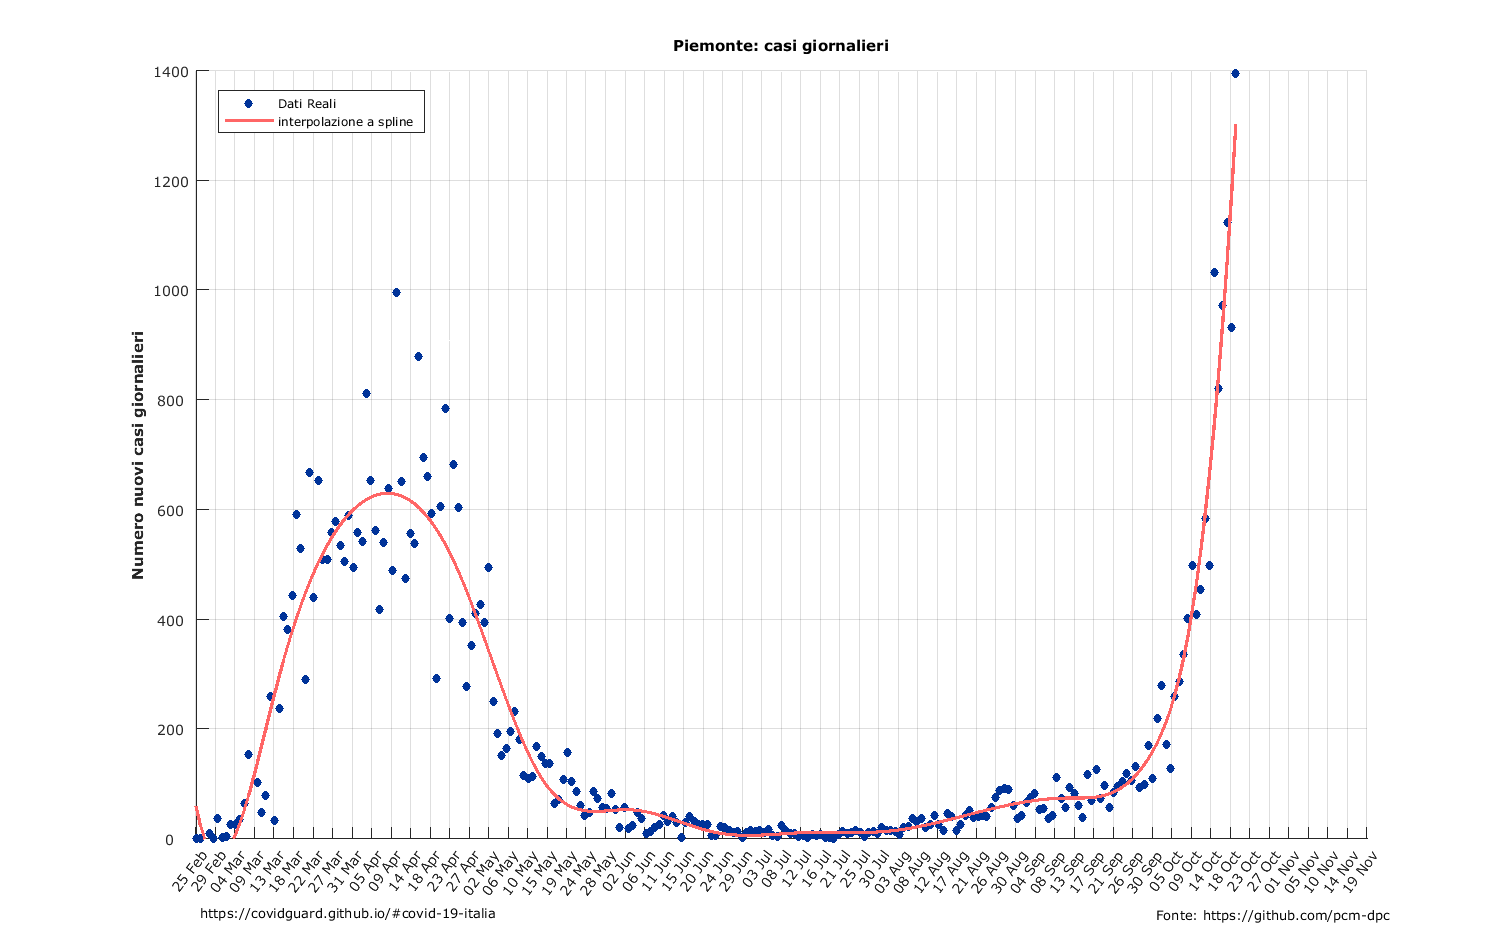 Piemonte: casi giornalieri
Dati Reali
interpolazione a spline
Numero nuovi casi giornalieri
1400
1200
1000
800
600
400
200
0
25 Feb
29 Feb
04 Mar
09 Mar
13 Mar
18 Mar
22 Mar
27 Mar
31 Mar
05 Apr
09 Apr
14 Apr
18 Apr
23 Apr
27 Apr
02 May
06 May
10 May
15 May
19 May
24 May
28 May
02 Jun
06 Jun
11 Jun
15 Jun
20 Jun
24 Jun
29 Jun
03 Jul
08 Jul
12 Jul
16 Jul
21 Jul
25 Jul
30 Jul
03 Aug
08 Aug
12 Aug
17 Aug
21 Aug
26 Aug
30 Aug
04 Sep
08 Sep
13 Sep
17 Sep
21 Sep
26 Sep
30 Sep
05 Oct
09 Oct
14 Oct
18 Oct
23 Oct
27 Oct
01 Nov
05 Nov
10 Nov
14 Nov
19 Nov
https://covidguard.github.io/#covid-19-italia
Fonte: https://github.com/pcm-dpc